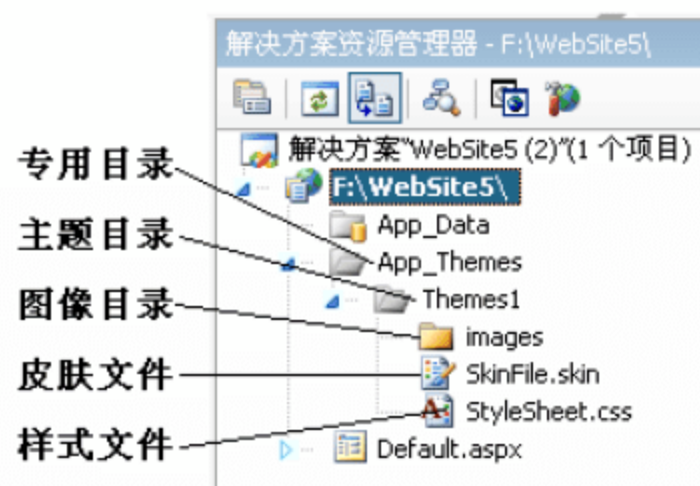 解决方案资源管理器 - F:\WebSite5\
解决方案"WebSite5 (2)"(1 个项目)
专用目录
F:\WebSite5\
App_Data
主题目录
App_Themes
图像目录
Themes1
images
皮肤文件
SkinFile.skin
StyleSheet.css
样式文件
Default.aspx